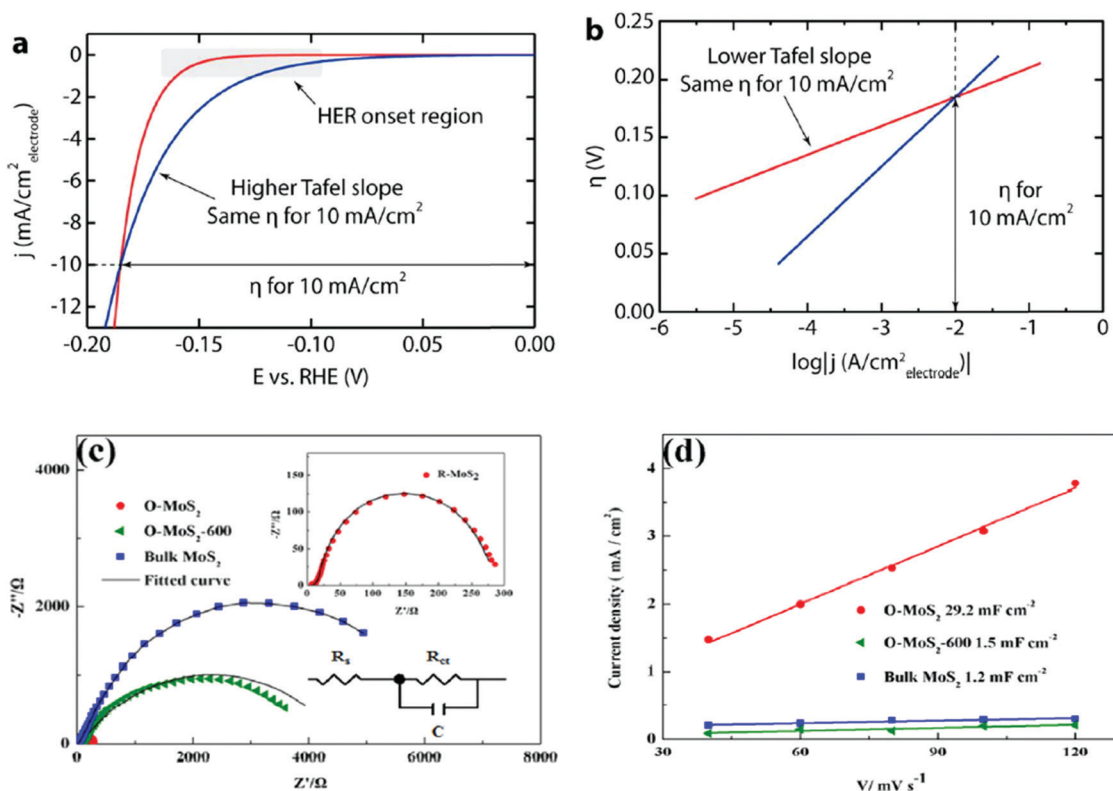 a
0
-2
-4
-6
-8
-10
-12
j (mA/cm²electrode)
HER onset region
Higher Tafel slope
Same η for 10 mA/cm²
η for 10 mA/cm²
-0.20
-0.15
-0.10
-0.05
0.00
E vs. RHE (V)
b
0.25
0.20
0.15
0.10
0.05
0.00
η (V)
Lower Tafel slope
Same η for 10 mA/cm²
η for
10 mA/cm²
-6
-5
-4
-3
-2
-1
0
log|j (A/cm²electrode)|
(c)
4000
2000
0
-Z''/Ω
O-MoS₂
O-MoS₂-600
Bulk MoS₂
Fitted curve
150
100
50
0
-Z''/Ω
R-MoS₂
0
50
100
150
200
250
300
Z'/Ω
Rs
Rct
C
0
2000
4000
6000
8000
Z'/Ω
(d)
4
3
2
1
0
Current density ( mA / cm²)
O-MoS₂ 29.2 mF cm⁻²
O-MoS₂-600 1.5 mF cm⁻²
Bulk MoS₂ 1.2 mF cm⁻²
30
60
90
120
V/ mV s⁻¹